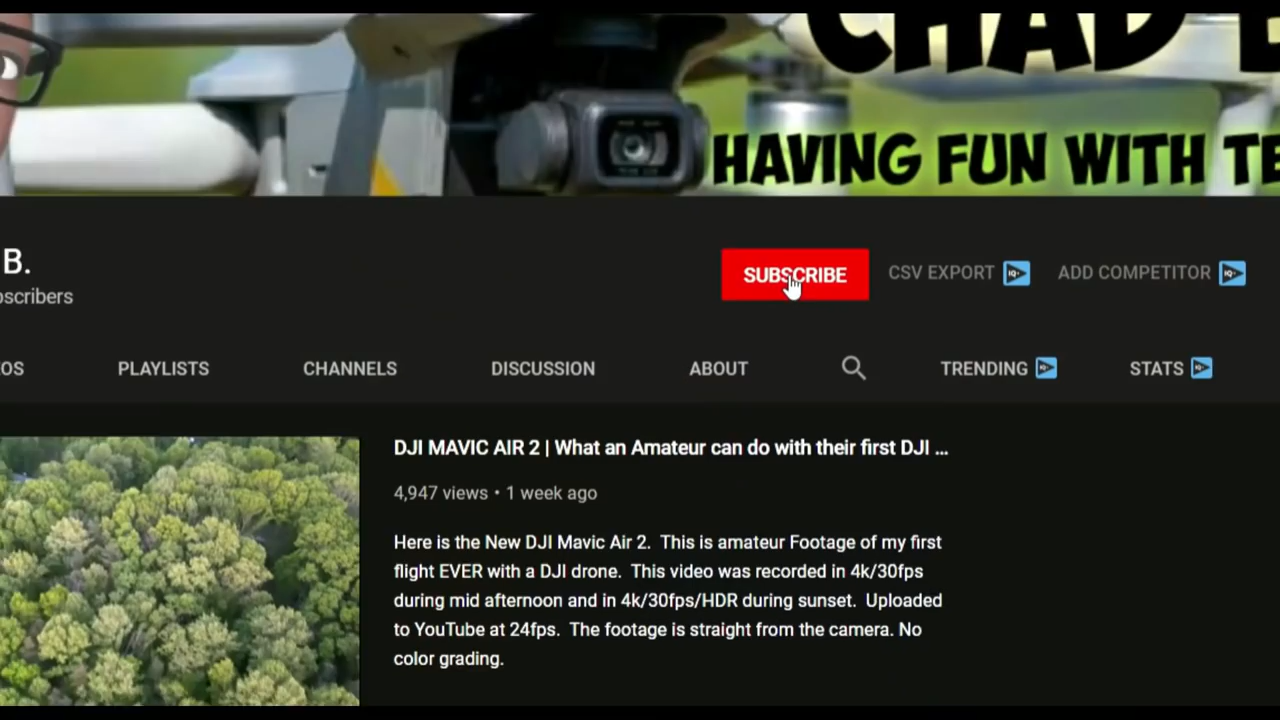 CHAD
HAVING FUN WITH
B.
SUBSCRIBE
CSV EXPORT
ADD COMPETITOR
PLAYLISTS
CHANNELS
DISCUSSION
ABOUT
TRENDING
STATS
DJI MAVIC AIR 2 | What an Amateur can do with their first DJI ...
4,947 views • 1 week ago
Here is the New DJI Mavic Air 2. This is amateur Footage of my first
flight EVER with a DJI drone. This video was recorded in 4k/30fps
during mid afternoon and in 4k/30fps/HDR during sunset. Uploaded
to YouTube at 24fps. The footage is straight from the camera. No
color grading.